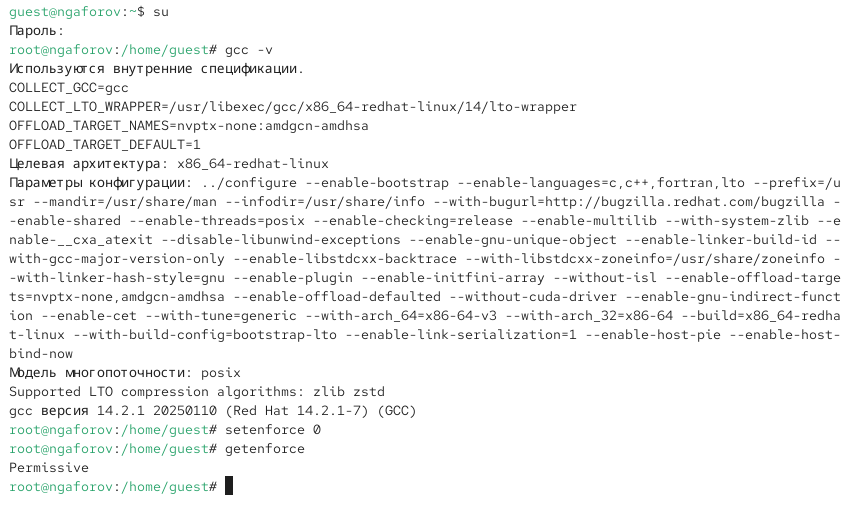 guest@ngaforov:~$ su
Пароль:
root@ngaforov:/home/guest# gcc -v
Используются внутренние спецификации.
COLLECT_GCC=gcc
COLLECT_LTO_WRAPPER=/usr/libexec/gcc/x86_64-redhat-linux/14/lto-wrapper
OFFLOAD_TARGET_NAMES=nvptx-none:amdgcn-amdhsa
OFFLOAD_TARGET_DEFAULT=1
Целевая архитектура: x86_64-redhat-linux
Параметры конфигурации: ../configure --enable-bootstrap --enable-languages=c,c++,fortran,lto --prefix=/u
sr --mandir=/usr/share/man --infodir=/usr/share/info --with-bugurl=http://bugzilla.redhat.com/bugzilla -
-enable-shared --enable-threads=posix --enable-checking=release --enable-multilib --with-system-zlib --e
nable-__cxa_atexit --disable-libunwind-exceptions --enable-gnu-unique-object --enable-linker-build-id --
with-gcc-major-version-only --enable-libstdcxx-backtrace --with-libstdcxx-zoneinfo=/usr/share/zoneinfo -
-with-linker-hash-style=gnu --enable-plugin --enable-initfini-array --without-isl --enable-offload-targe
ts=nvptx-none,amdgcn-amdhsa --enable-offload-defaulted --without-cuda-driver --enable-gnu-indirect-funct
ion --enable-cet --with-tune=generic --with-arch_64=x86-64-v3 --with-arch_32=x86-64 --build=x86_64-redha
t-linux --with-build-config=bootstrap-lto --enable-link-serialization=1 --enable-host-pie --enable-host-
bind-now
Модель многопоточности: posix
Supported LTO compression algorithms: zlib zstd
gcc версия 14.2.1 20250110 (Red Hat 14.2.1-7) (GCC)
root@ngaforov:/home/guest# setenforce 0
root@ngaforov:/home/guest# getenforce
Permissive
root@ngaforov:/home/guest#